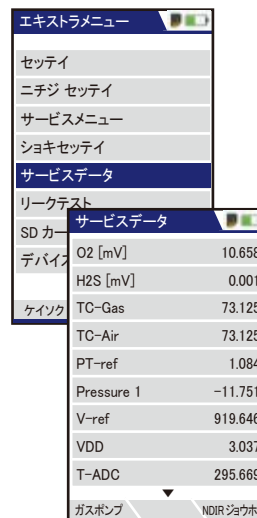 エキストラメニュー
セッテイ
ニチジ セッテイ
サービスメニュー
ショキセッテイ
サービスデータ
リークテスト
SD カー
デバイス
ケイソク
サービスデータ
O2 [mV] 10.658
H2S [mV] 0.001
TC-Gas 73.125
TC-Air 73.125
PT-ref 1.084
Pressure 1 -11.751
V-ref 919.646
VDD 3.037
T-ADC 295.669
ガスポンプ NDIR ジョウホ